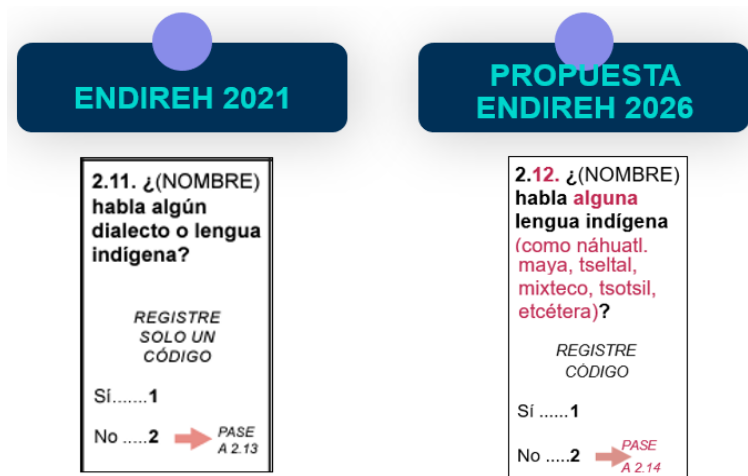 ENDIREH 2021
2.11. ¿(NOMBRE)
habla algún
dialecto o lengua
indígena?
REGISTRE
SOLO UN
CÓDIGO
Sí.......1
No .....2
PASE
A 2.13
PROPUESTA
ENDIREH 2026
2.12. ¿(NOMBRE)
habla alguna
lengua indígena
(como náhuatl.
maya, tseltal,
mixteco, tsotsil,
etcétera)?
REGISTRE
CÓDIGO
Sí ......1
No .....2
PASE
A 2.14